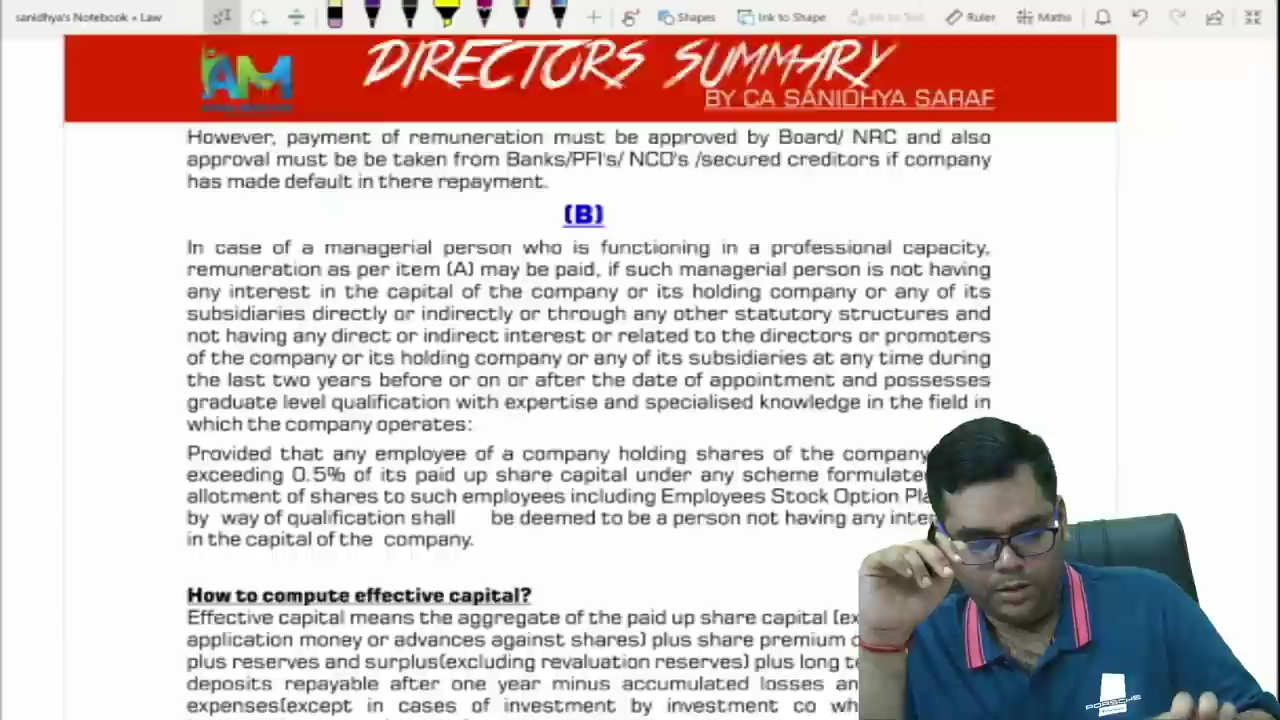 sanidhya's Notebook • Law
Shapes
Ink to Shape
Ink to Text
Ruler
Maths
AM
DIRECTORS SUMMARY
BY CA SANIDHYA SARAF
However, payment of remuneration must be approved by Board/ NRC and also
approval must be be taken from Banks/PFI's/ NCD's /secured creditors if company
has made default in there repayment.
(B)
In case of a managerial person who is functioning in a professional capacity,
remuneration as per item (A) may be paid, if such managerial person is not having
any interest in the capital of the company or its holding company or any of its
subsidiaries directly or indirectly or through any other statutory structures and
not having any direct or indirect interest or related to the directors or promoters
of the company or its holding company or any of its subsidiaries at any time during
the last two years before or on or after the date of appointment and possesses
graduate level qualification with expertise and specialised knowledge in the field in
which the company operates:
Provided that any employee of a company holding shares of the company
exceeding 0.5% of its paid up share capital under any scheme
allotment of shares to such employees including Employees Stock Option
by way of qualification shall be deemed to be a person not having any
in the capital of the company.
How to compute effective capital?
Effective capital means the aggregate of the paid up share capital
application money or advances against shares) plus share premium
plus reserves and surplus(excluding revaluation reserves) plus long
deposits repayable after one year minus accumulated losses
expenses(except in cases of investment by investment co
PORSCHE